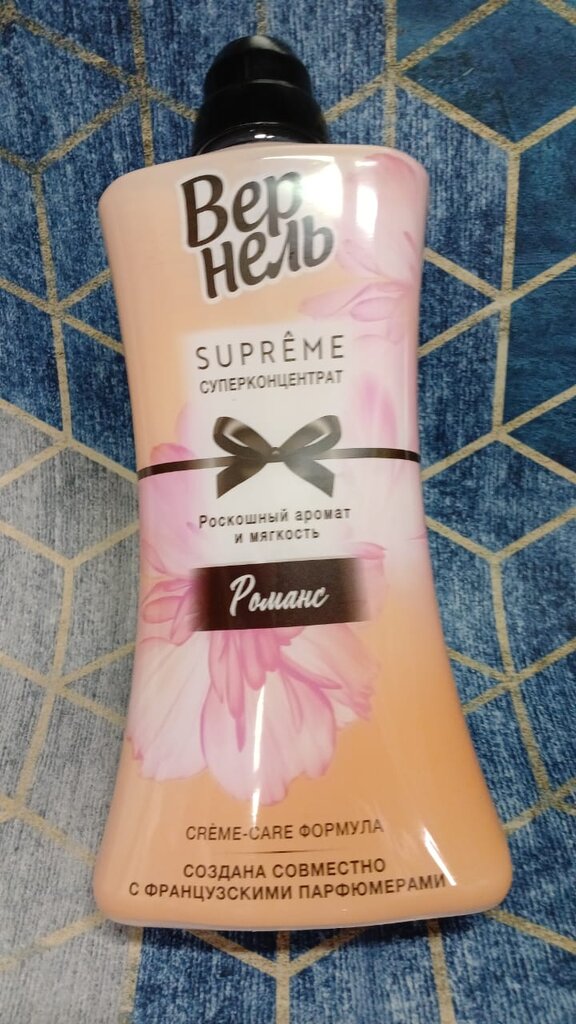 Вер
нель
SUPRÊME
СУПЕРКОНЦЕНТРАТ
Роскошный аромат
и мягкость
Романс
CRÈME-CARE ФОРМУЛА
СОЗДАНА СОВМЕСТНО
С ФРАНЦУЗСКИМИ ПАРФЮМЕРАМИ